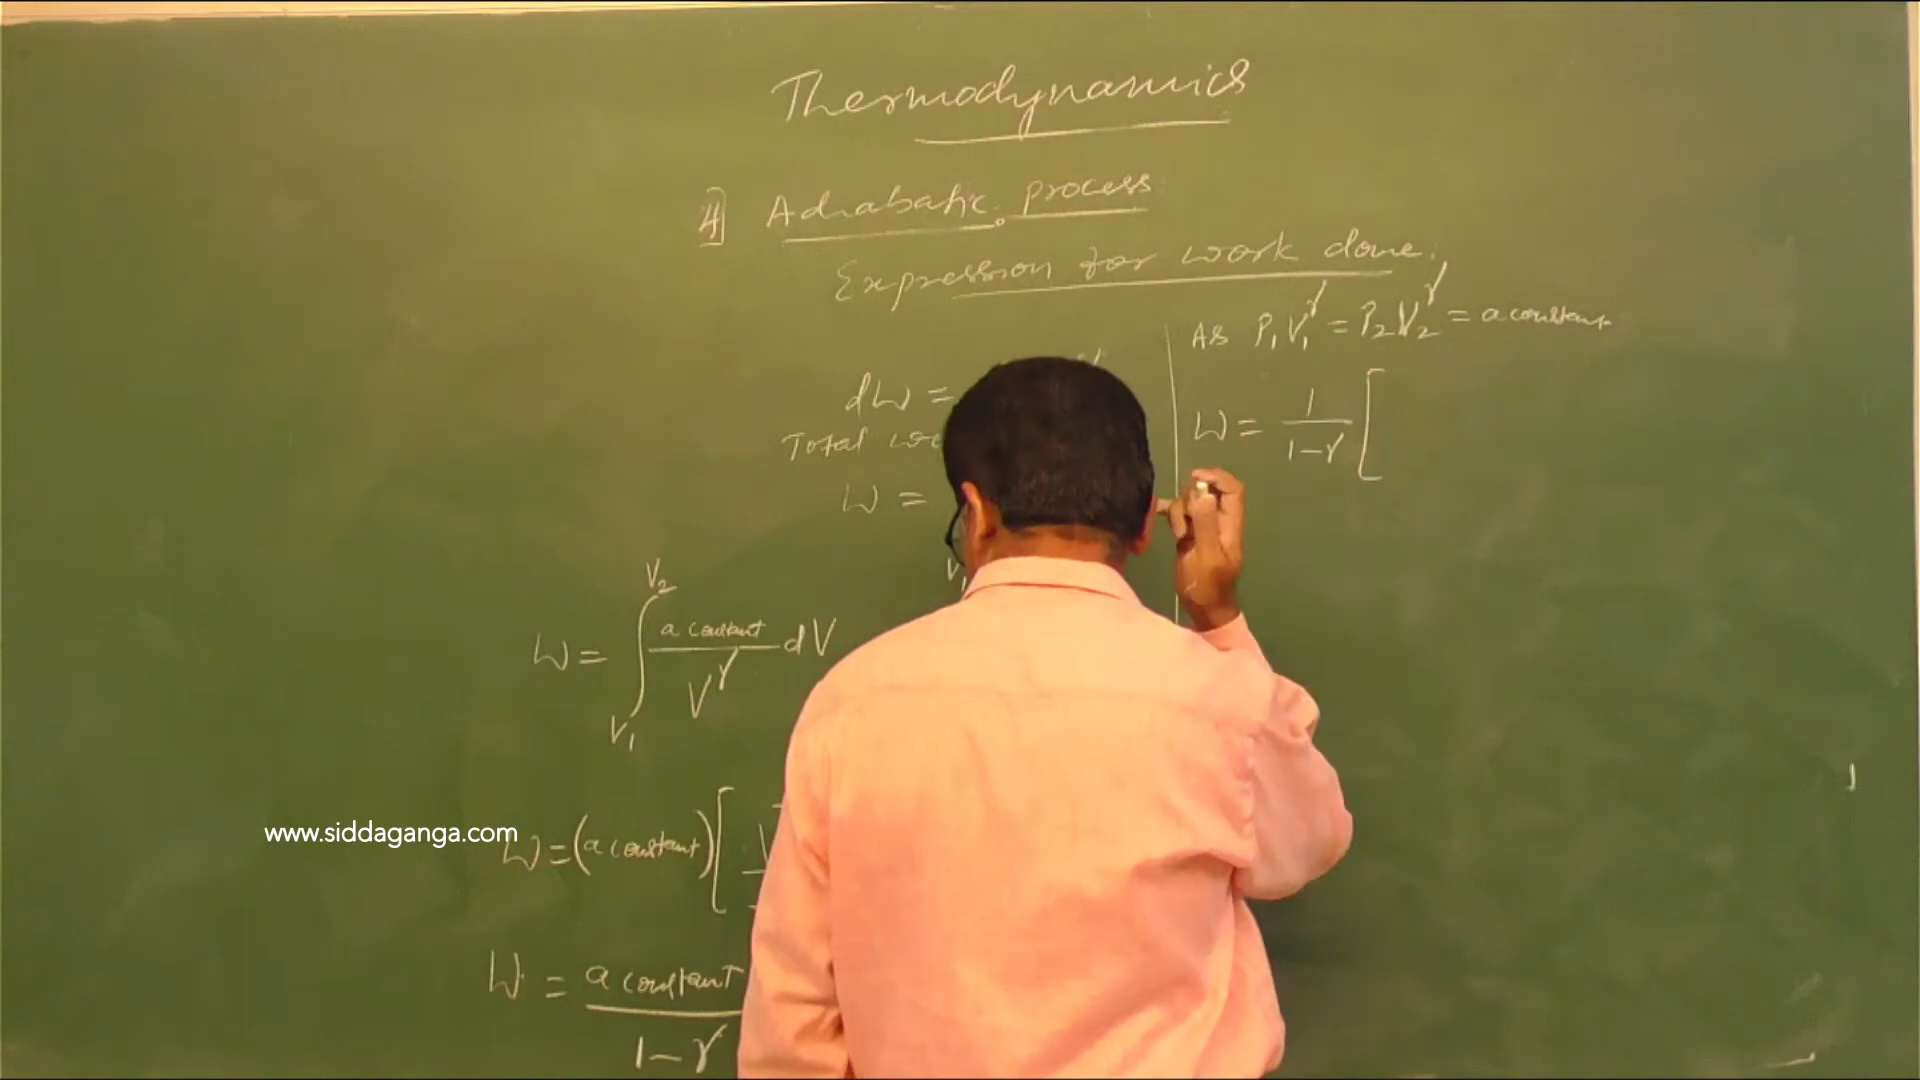 Thermodynamics
4] Adiabatic process
Expression for work done.
dW =
Total
W =
W = ∫ V₁ V₂ a constant / V^γ dV
W = (a constant) [
W = a constant / 1-γ
As P₁V₁^γ = P₂V₂^γ = a constant
W = 1 / 1-γ [
www.siddaganga.com